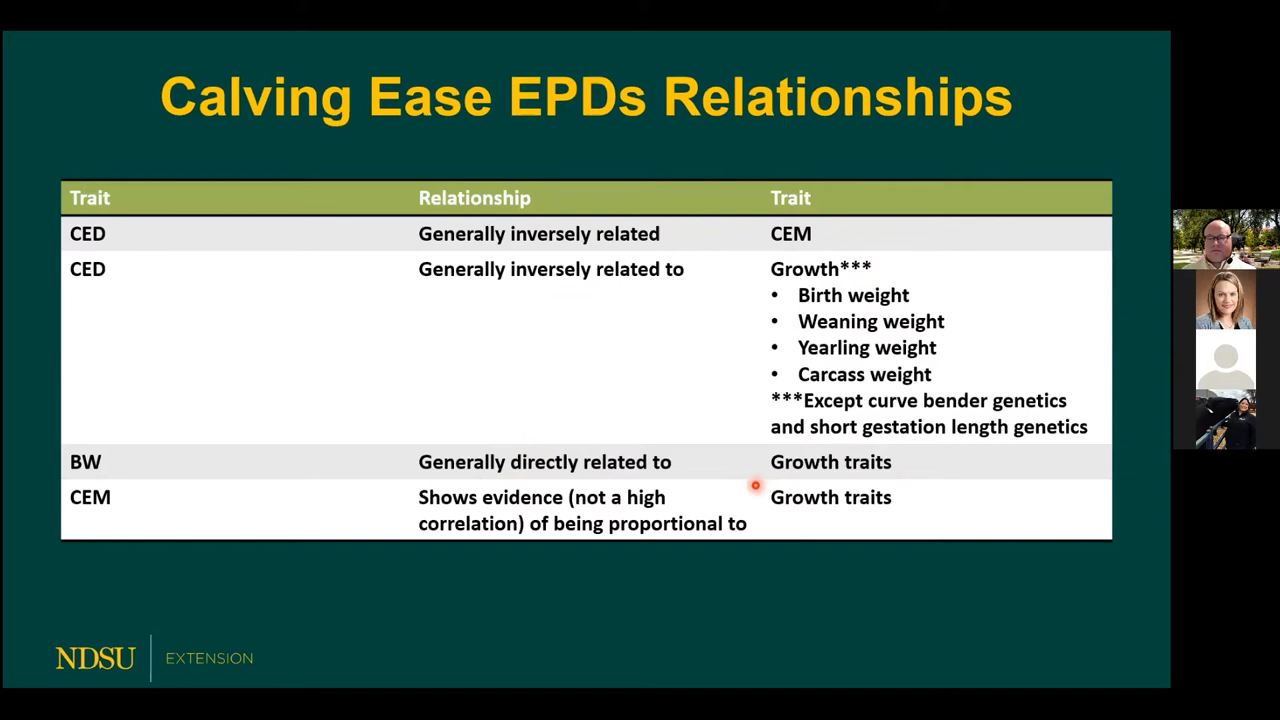 Calving Ease EPDs Relationships
Trait Relationship Trait
CED Generally inversely related CEM
CED Generally inversely related to Growth***
• Birth weight
• Weaning weight
• Yearling weight
• Carcass weight
***Except curve bender genetics
and short gestation length genetics
BW Generally directly related to Growth traits
CEM Shows evidence (not a high Growth traits
correlation) of being proportional to
NDSU EXTENSION